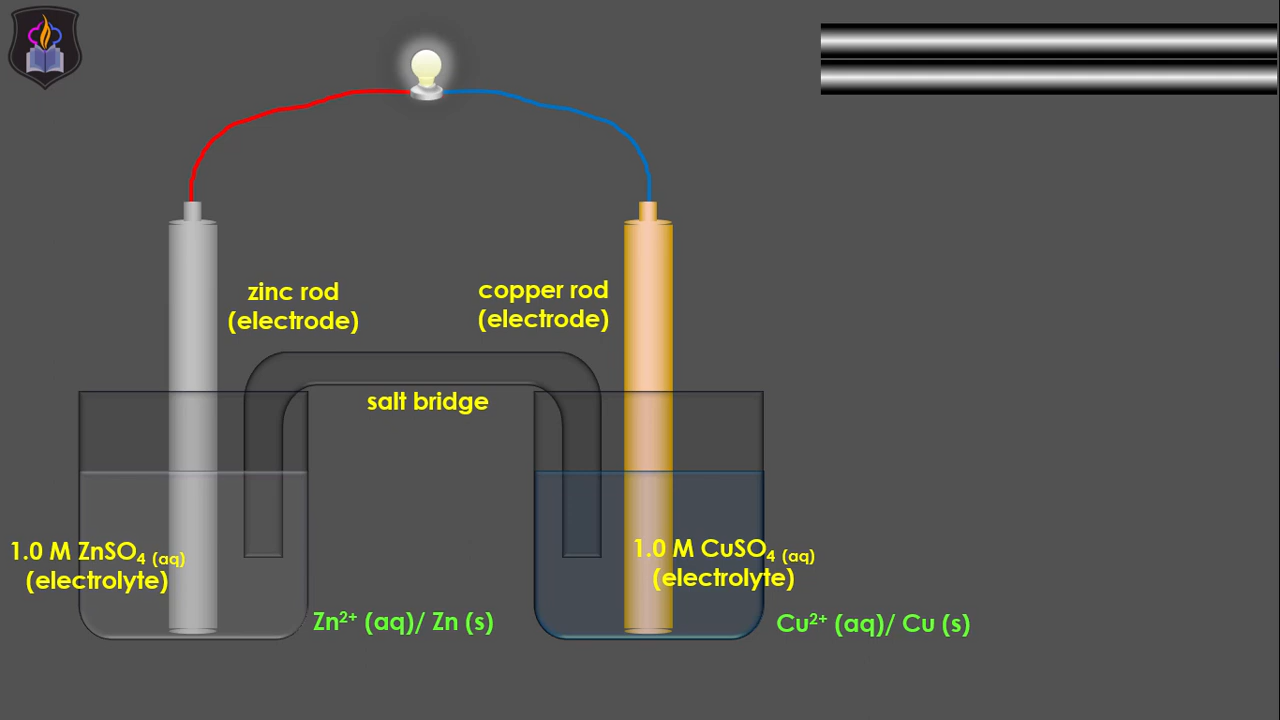 zinc rod
(electrode)
copper rod
(electrode)
salt bridge
1.0 M ZnSO₄ (aq)
(electrolyte)
1.0 M CuSO₄ (aq)
(electrolyte)
Zn²⁺ (aq)/ Zn (s)
Cu²⁺ (aq)/ Cu (s)